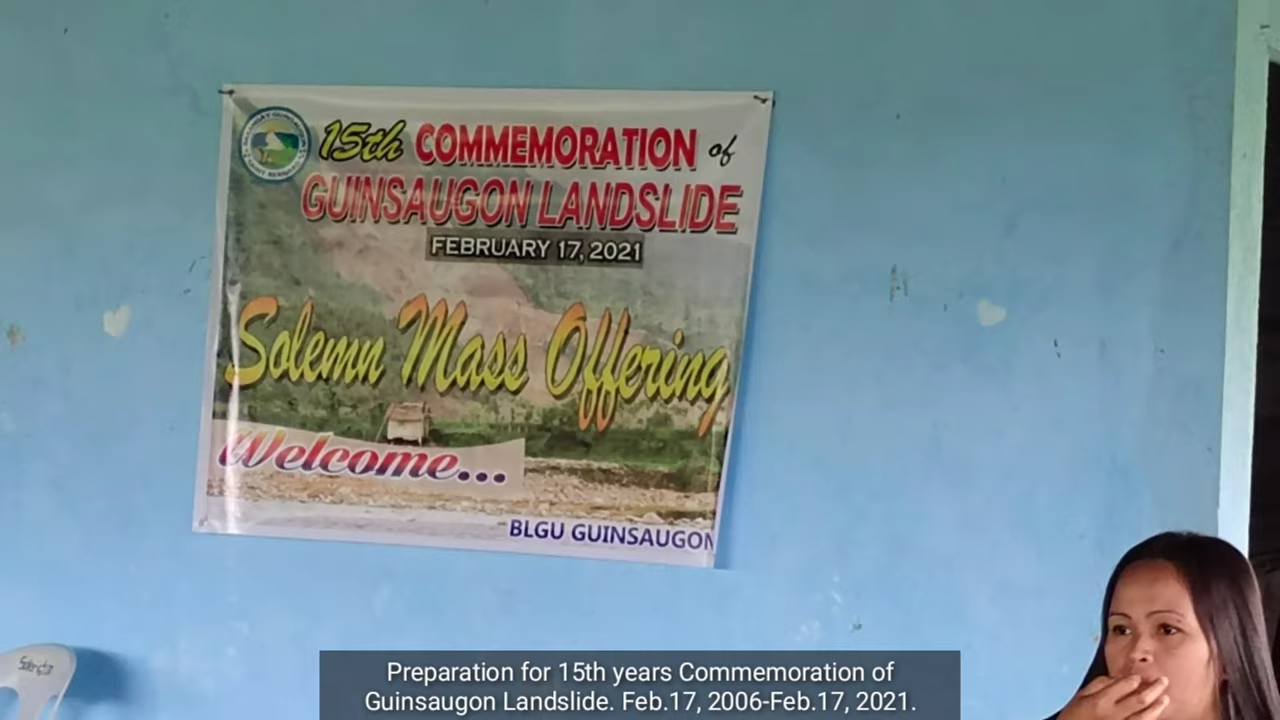 15th COMMEMORATION of
GUINSAUGON LANDSLIDE
FEBRUARY 17, 2021
Solemn Mass Offering
Welcome...
BLGU GUINSAUGON
Preparation for 15th years Commemoration of
Guinsaugon Landslide. Feb.17, 2006-Feb.17, 2021.